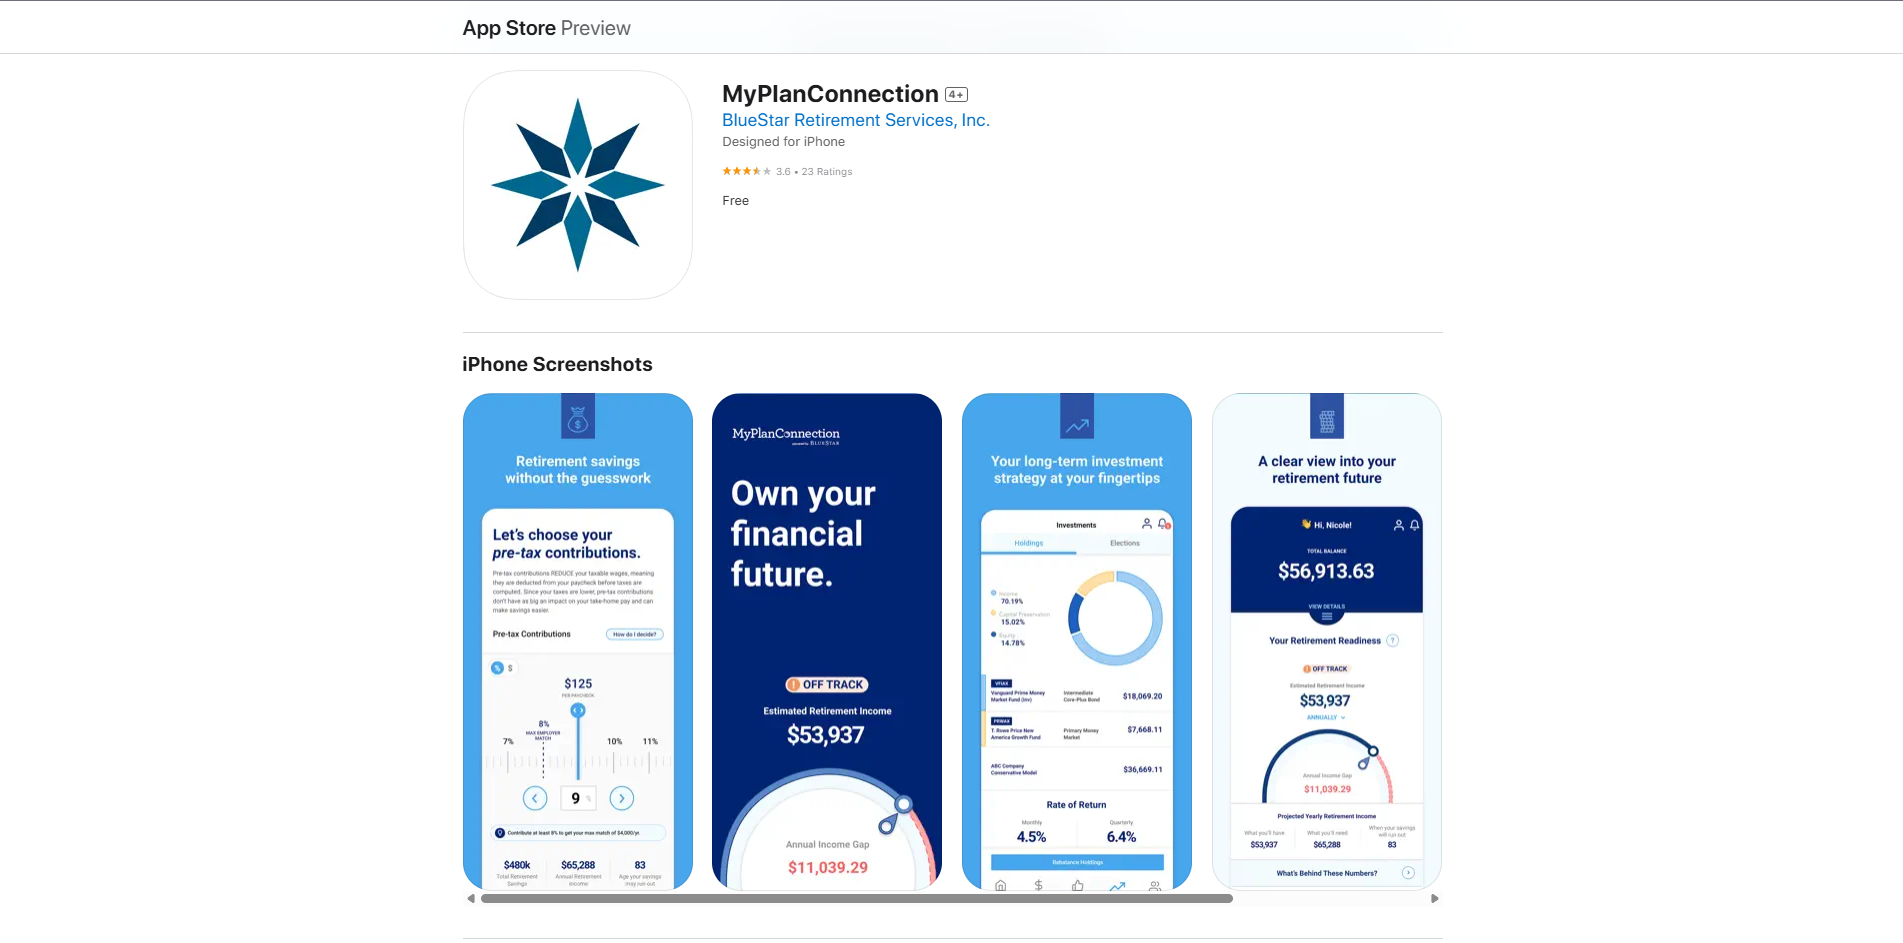 App Store Preview
MyPlanConnection 4+
BlueStar Retirement Services, Inc.
Designed for iPhone
3.6 • 23 Ratings
Free
iPhone Screenshots
Retirement savings
without the guesswork
Let's choose your
pre-tax contributions.
Pre-tax contributions REDUCE your taxable wages, meaning
they are deducted from your paycheck before taxes are
computed. Since your taxes are lower, pre-tax contributions
don't have as big an impact on your take-home pay and can
make savings easier.
Pre-tax Contributions
How do I decide?
% $
$125
PER PAYCHECK
8%
MAX EMPLOYER
MATCH
7%
10%
11%
9 %
Contribute at least 8% to get your max match of $4,000/yr.
$480k
Total Retirement
Savings
$65,288
Annual Retirement
Income
83
Age your savings
may run out
MyPlanConnection
powered by BLUESTAR
Own your
financial
future.
OFF TRACK
Estimated Retirement Income
$53,937
Annual Income Gap
$11,039.29
Your long-term investment
strategy at your fingertips
Investments
Holdings
Elections
Income
70.19%
Capital Preservation
15.02%
Equity
14.78%
VFIAX
Vanguard Prime Money
Market Fund (Inv)
Intermediate
Core-Plus Bond
$18,069.20
PRWAX
T. Rowe Price New
America Growth Fund
Primary Money
Market
$7,668.11
ABC Company
Conservative Model
$36,669.11
Rate of Return
Monthly
4.5%
Quarterly
6.4%
Rebalance Holdings
A clear view into your
retirement future
👋 Hi, Nicole!
TOTAL BALANCE
$56,913.63
VIEW DETAILS
Your Retirement Readiness ?
OFF TRACK
Estimated Retirement Income
$53,937
ANNUALLY
Annual Income Gap
$11,039.29
Projected Yearly Retirement Income
What you'll have
$53,937
What you'll need
$65,288
When your savings
will run out
83
What's Behind These Numbers?